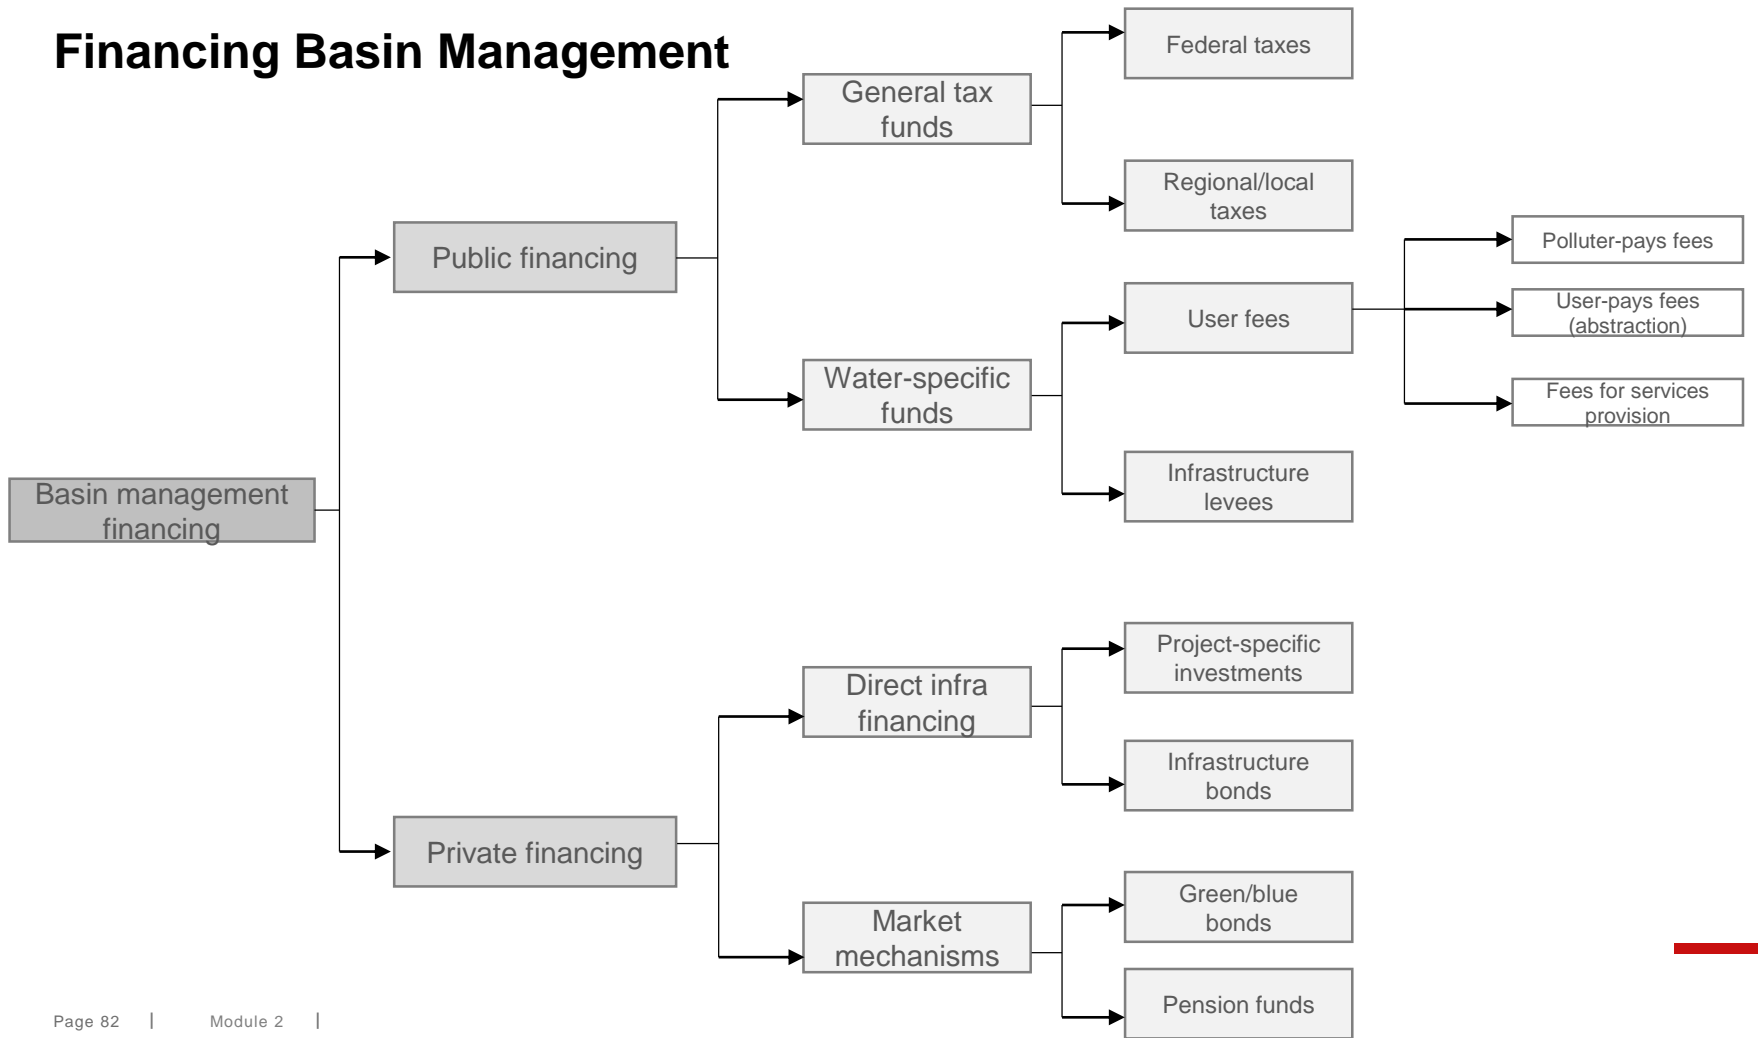 Financing Basin Management
Basin management
financing
Public financing
General tax
funds
Federal taxes
Regional/local
taxes
Water-specific
funds
User fees
Polluter-pays fees
User-pays fees
(abstraction)
Fees for services
provision
Infrastructure
levees
Private financing
Direct infra
financing
Project-specific
investments
Infrastructure
bonds
Market
mechanisms
Green/blue
bonds
Pension funds
Page 82 | Module 2 |